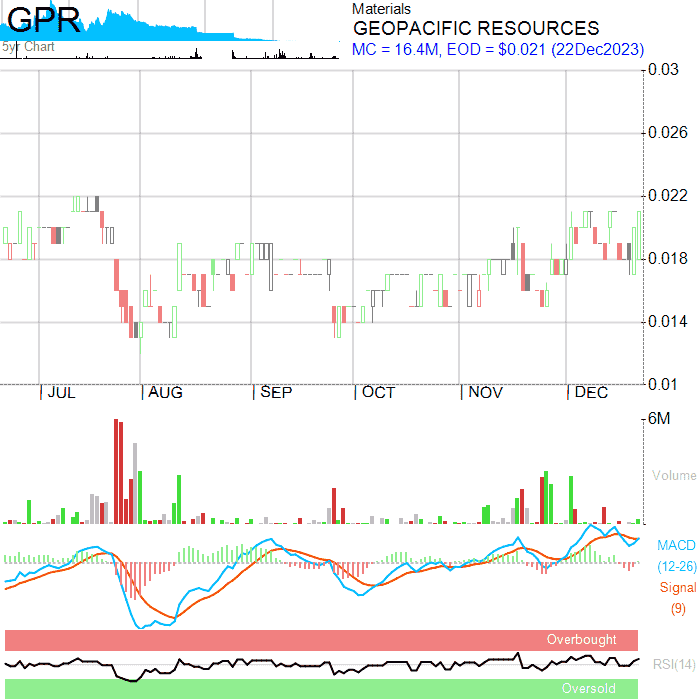 GPR
5yr Chart
Materials
GEOPACIFIC RESOURCES
MC = 16.4M, EOD = $0.021 (22Dec2023)
0.03
0.026
0.022
0.018
0.014
0.01
JUL AUG SEP OCT NOV DEC
6M
Volume
MACD
(12-26)
Signal
(9)
Overbought
RSI(14)
Oversold